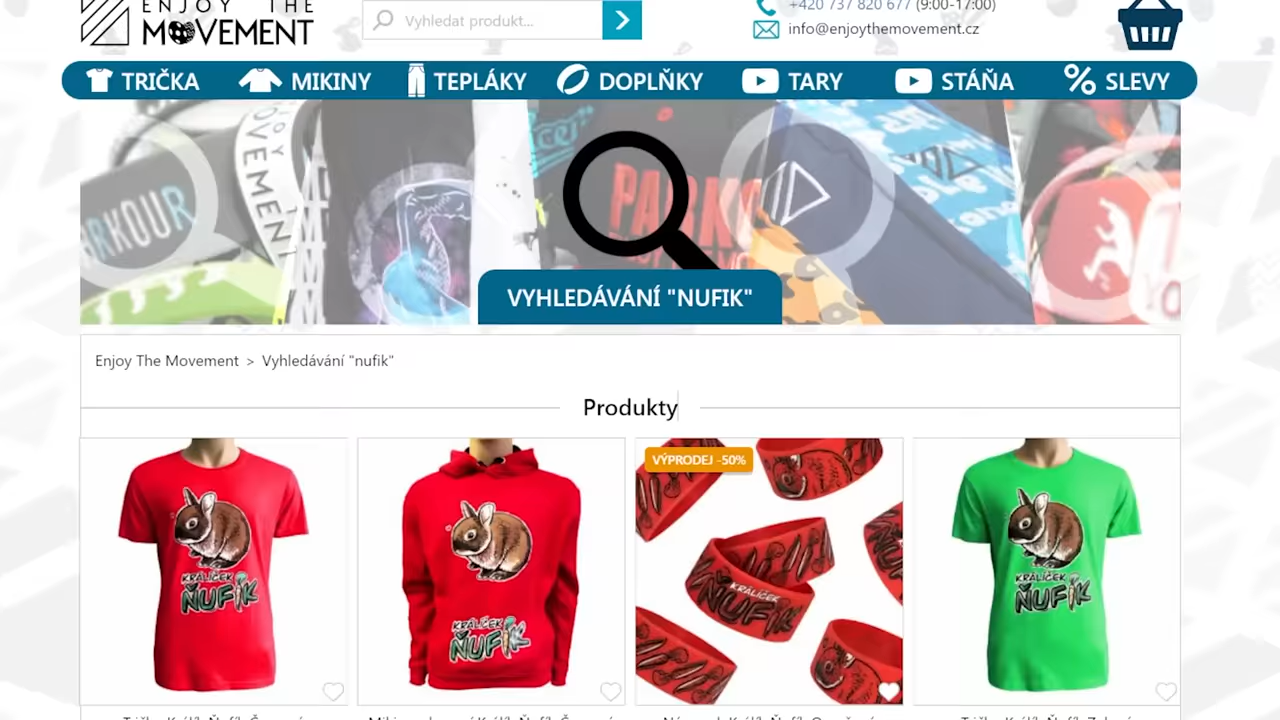 ENJOY THE
MOVEMENT
Vyhledat produkt...
+420 737 820 677 (9:00-17:00)
info@enjoythemovement.cz
TRIČKA
MIKINY
TEPLÁKY
DOPLŇKY
TARY
STÁŇA
SLEVY
VYHLEDÁVÁNÍ "NUFIK"
Enjoy The Movement > Vyhledávání "nufik"
Produkty
VÝPRODEJ -50%
KRÁLÍČEK
ŇUFÍK
KRÁLÍČEK
ŇUFÍK
KRÁLÍČEK
ŇUFÍK
KRÁLÍČEK
ŇUFÍK